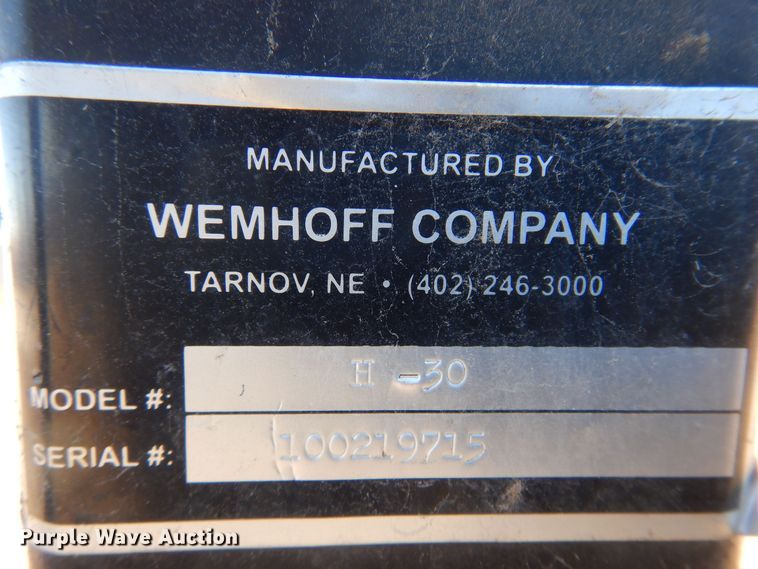 MANUFACTURED BY
WEMHOFF COMPANY
TARNOV, NE • (402) 246-3000
MODEL #: H -30
SERIAL #: 100219715
Purple Wave Auction